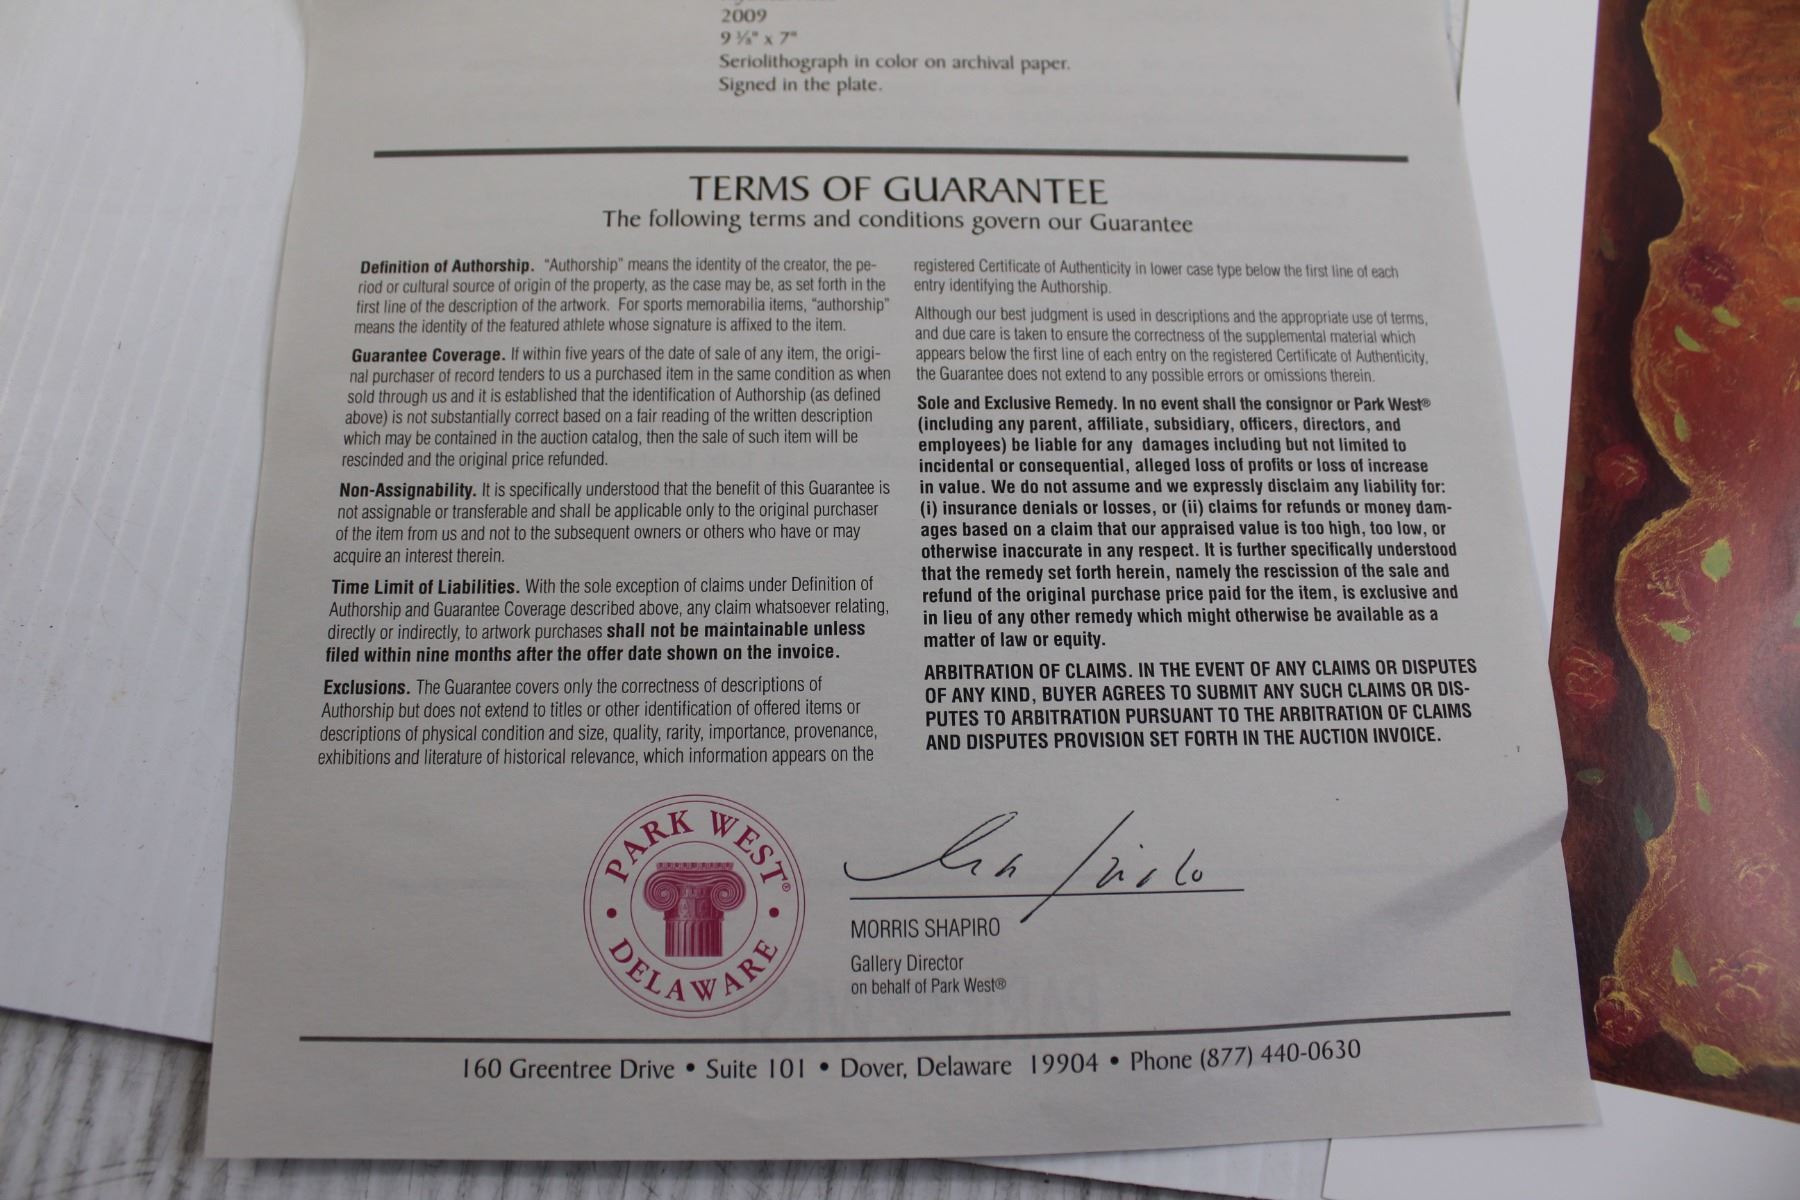 2009
9 ⅜" x 7"
Seriolithograph in color on archival paper.
Signed in the plate.
TERMS OF GUARANTEE
The following terms and conditions govern our Guarantee
Definition of Authorship. "Authorship" means the identity of the creator, the pe-
riod or cultural source of origin of the property, as the case may be, as set forth in the
first line of the description of the artwork. For sports memorabilia items, "authorship"
means the identity of the featured athlete whose signature is affixed to the item.
Guarantee Coverage. If within five years of the date of sale of any item, the origi-
nal purchaser of record tenders to us a purchased item in the same condition as when
sold through us and it is established that the identification of Authorship (as defined
above) is not substantially correct based on a fair reading of the written description
which may be contained in the auction catalog, then the sale of such item will be
rescinded and the original price refunded.
Non-Assignability. It is specifically understood that the benefit of this Guarantee is
not assignable or transferable and shall be applicable only to the original purchaser
of the item from us and not to the subsequent owners or others who have or may
acquire an interest therein.
Time Limit of Liabilities. With the sole exception of claims under Definition of
Authorship and Guarantee Coverage described above, any claim whatsoever relating,
directly or indirectly, to artwork purchases shall not be maintainable unless
filed within nine months after the offer date shown on the invoice.
Exclusions. The Guarantee covers only the correctness of descriptions of
Authorship but does not extend to titles or other identification of offered items or
descriptions of physical condition and size, quality, rarity, importance, provenance,
exhibitions and literature of historical relevance, which information appears on the
registered Certificate of Authenticity in lower case type below the first line of each
entry identifying the Authorship.
Although our best judgment is used in descriptions and the appropriate use of terms,
and due care is taken to ensure the correctness of the supplemental material which
appears below the first line of each entry on the registered Certificate of Authenticity,
the Guarantee does not extend to any possible errors or omissions therein.
Sole and Exclusive Remedy. In no event shall the consignor or Park West®
(including any parent, affiliate, subsidiary, officers, directors, and
employees) be liable for any damages including but not limited to
incidental or consequential, alleged loss of profits or loss of increase
in value. We do not assume and we expressly disclaim any liability for:
(i) insurance denials or losses, or (ii) claims for refunds or money dam-
ages based on a claim that our appraised value is too high, too low, or
otherwise inaccurate in any respect. It is further specifically understood
that the remedy set forth herein, namely the rescission of the sale and
refund of the original purchase price paid for the item, is exclusive and
in lieu of any other remedy which might otherwise be available as a
matter of law or equity.
ARBITRATION OF CLAIMS. IN THE EVENT OF ANY CLAIMS OR DISPUTES
OF ANY KIND, BUYER AGREES TO SUBMIT ANY SUCH CLAIMS OR DIS-
PUTES TO ARBITRATION PURSUANT TO THE ARBITRATION OF CLAIMS
AND DISPUTES PROVISION SET FORTH IN THE AUCTION INVOICE.
PARK WEST®
• DELAWARE •
MORRIS SHAPIRO
Gallery Director
on behalf of Park West®
160 Greentree Drive • Suite 101 • Dover, Delaware 19904 • Phone (877) 440-0630